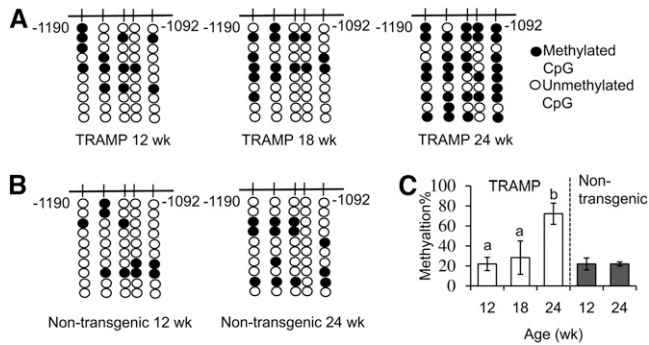 A
-1190
-1092
TRAMP 12 wk
-1190
-1092
TRAMP 18 wk
-1190
-1092
TRAMP 24 wk
Methylated
CpG
Unmethylated
CpG
B
-1190
-1092
Non-transgenic 12 wk
-1190
-1092
Non-transgenic 24 wk
C
Methylaltion%
100
80
60
40
20
0
TRAMP
Non-
transgenic
a
a
b
12
18
24
12
24
Age (wk)